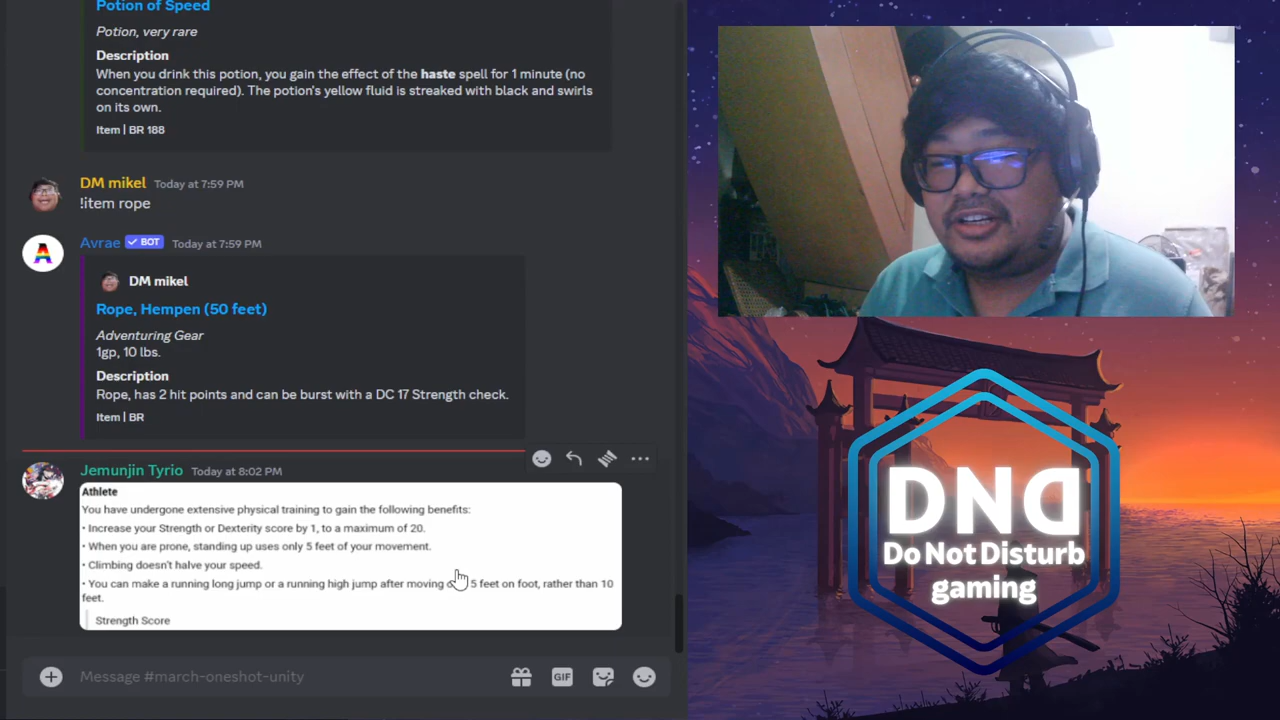 Potion of Speed
Potion, very rare
Description
When you drink this potion, you gain the effect of the haste spell for 1 minute (no
concentration required). The potion's yellow fluid is streaked with black and swirls
on its own.
Item | BR 188
DM mikel Today at 7:59 PM
!item rope
A
Avrae BOT Today at 7:59 PM
DM mikel
Rope, Hempen (50 feet)
Adventuring Gear
1gp, 10 lbs.
Description
Rope, has 2 hit points and can be burst with a DC 17 Strength check.
Item | BR
Jemunjin Tyrio Today at 8:02 PM
Athlete
You have undergone extensive physical training to gain the following benefits:
• Increase your Strength or Dexterity score by 1, to a maximum of 20.
• When you are prone, standing up uses only 5 feet of your movement.
• Climbing doesn't halve your speed.
• You can make a running long jump or a running high jump after moving 5 feet on foot, rather than 10
feet.
Strength Score
Message #march-oneshot-unity
GIF
DND
Do Not Disturb
gaming